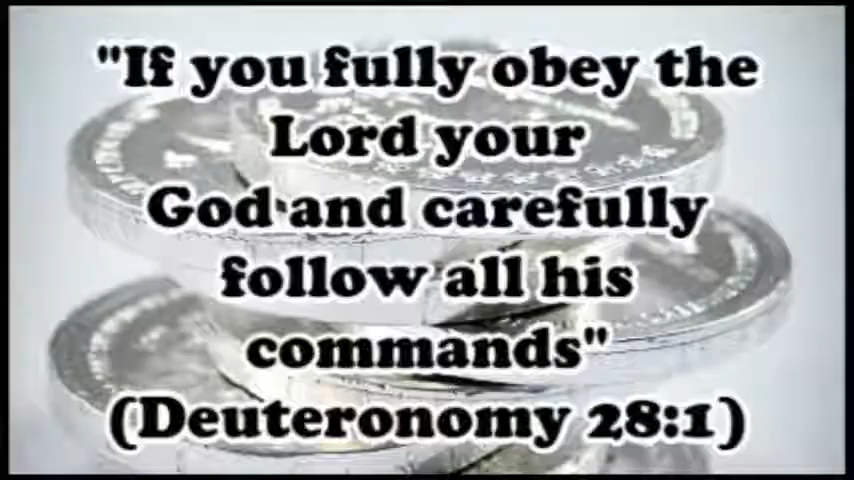 "If you fully obey the
Lord your
God and carefully
follow all his
commands"
(Deuteronomy 28:1)